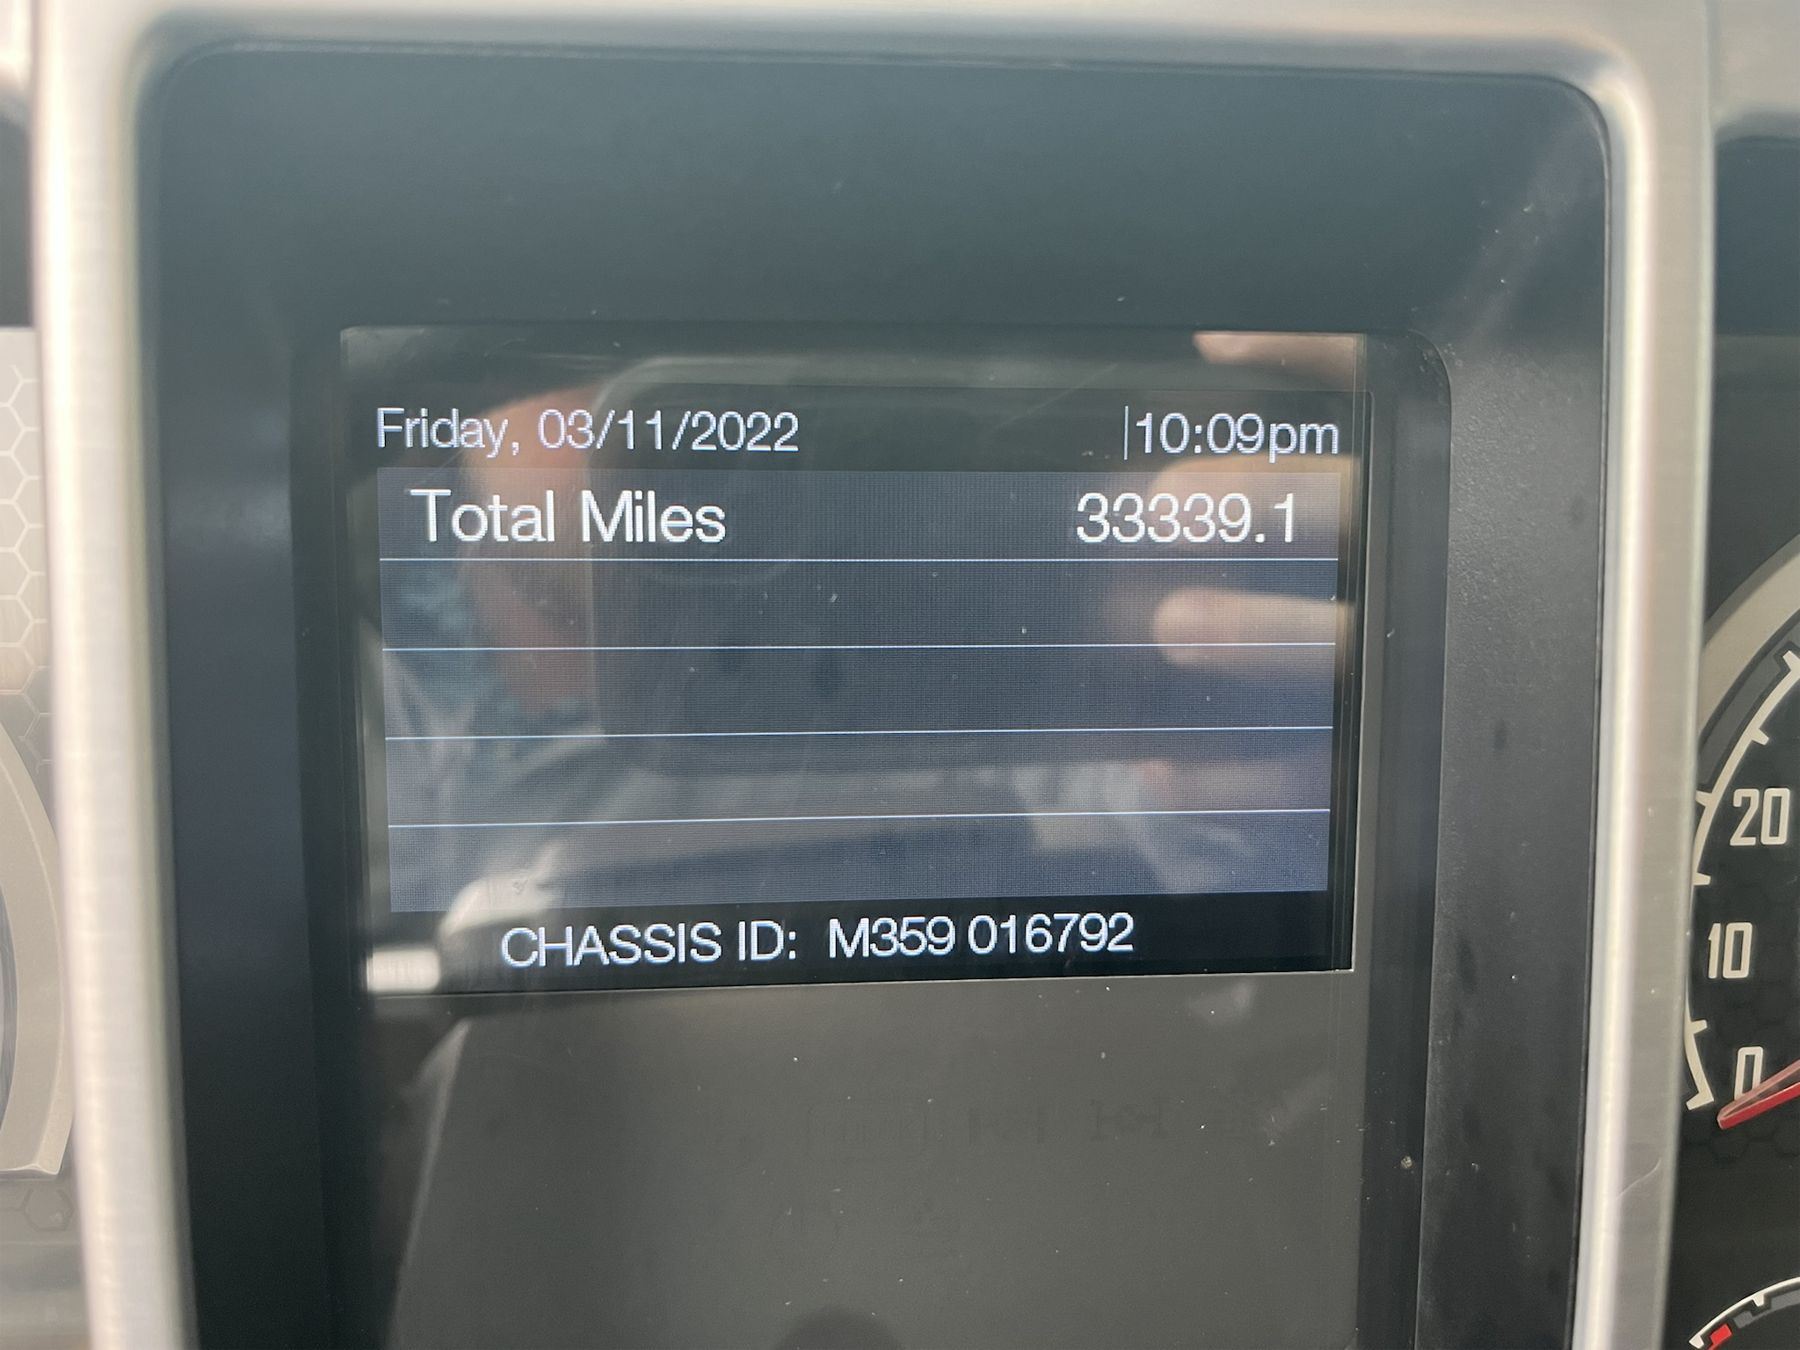 Friday, 03/11/2022 10:09pm
Total Miles 33339.1
CHASSIS ID: M359 016792
20
10
0